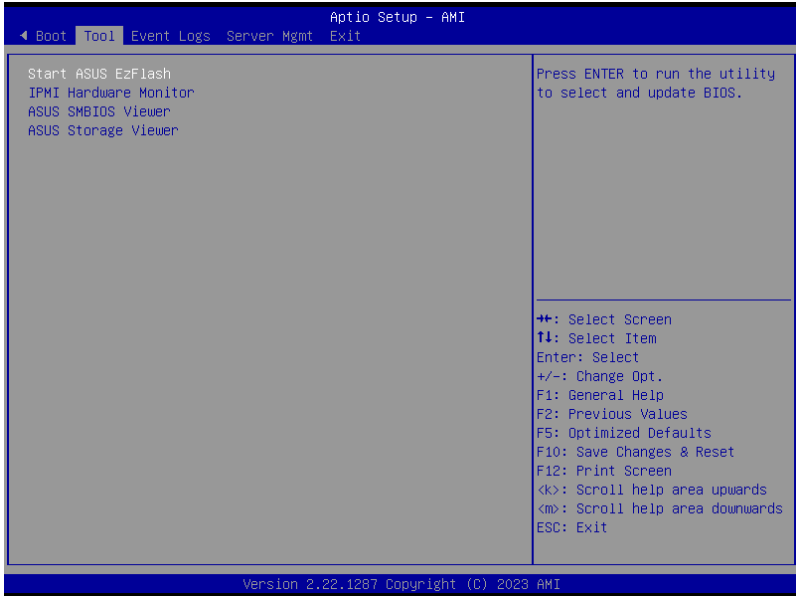 Aptio Setup – AMI
◄ Boot Tool Event Logs Server Mgmt Exit
Start ASUS EzFlash
IPMI Hardware Monitor
ASUS SMBIOS Viewer
ASUS Storage Viewer
Press ENTER to run the utility
to select and update BIOS.
→←: Select Screen
↑↓: Select Item
Enter: Select
+/-: Change Opt.
F1: General Help
F2: Previous Values
F5: Optimized Defaults
F10: Save Changes & Reset
F12: Print Screen
<k>: Scroll help area upwards
<m>: Scroll help area downwards
ESC: Exit
Version 2.22.1287 Copyright (C) 2023 AMI